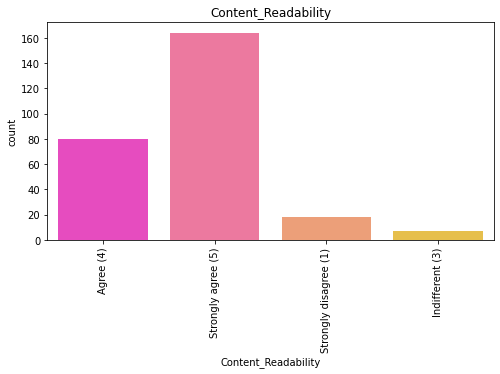 Content_Readability
count
160
140
120
100
80
60
40
20
0
Agree (4)
Strongly agree (5)
Strongly disagree (1)
Indifferent (3)
Content_Readability